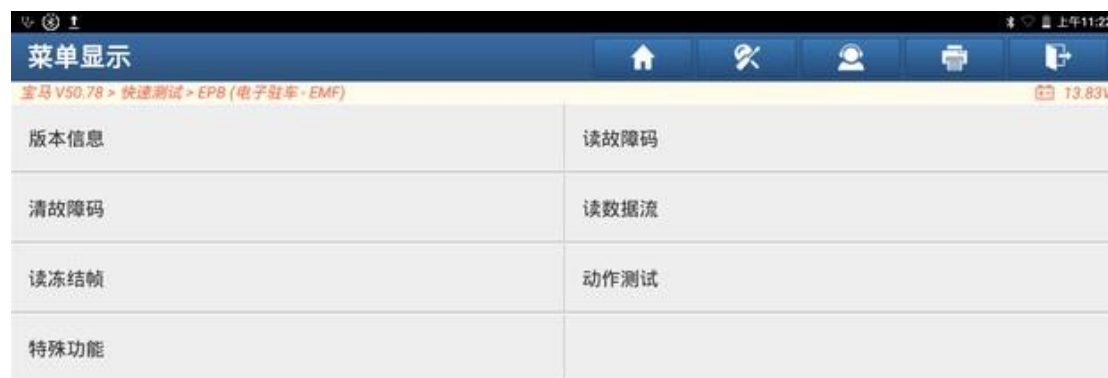 上午11:22
菜单显示
宝马 V50.78 > 快速测试 > EPB (电子驻车 - EMF)
13.83V
版本信息
读故障码
清故障码
读数据流
读冻结帧
动作测试
特殊功能